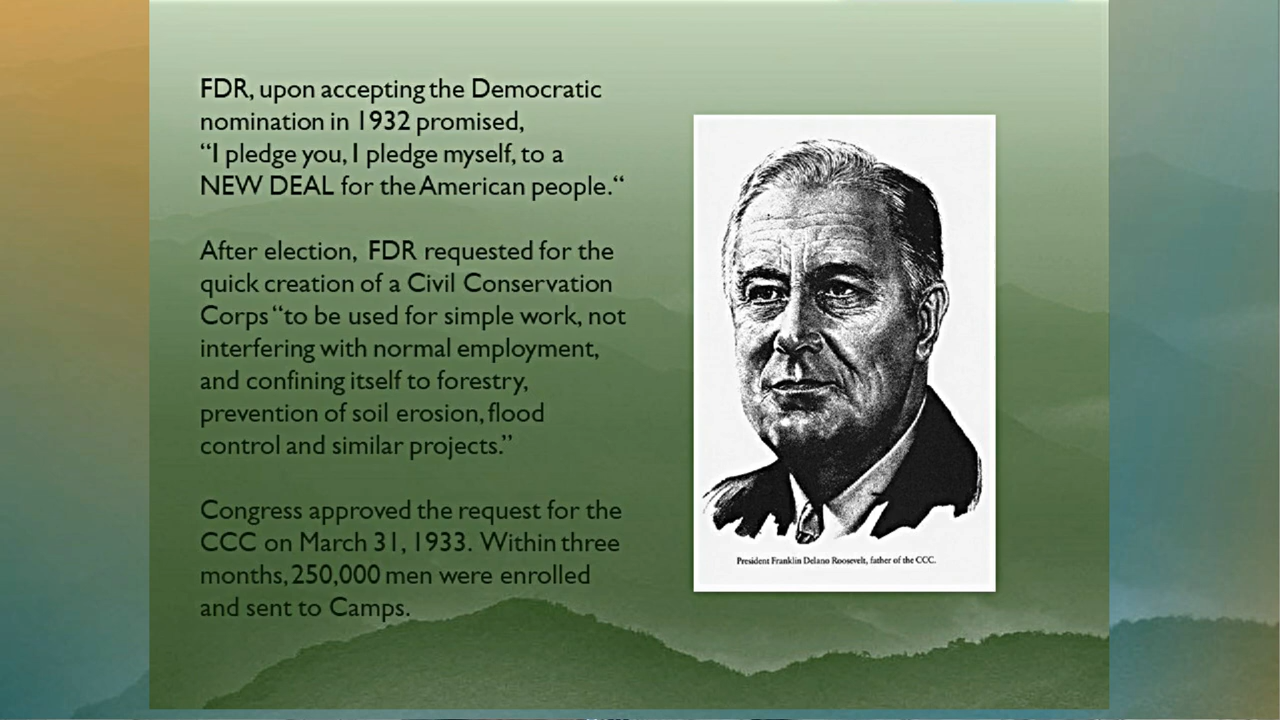 FDR, upon accepting the Democratic
nomination in 1932 promised,
“I pledge you, I pledge myself, to a
NEW DEAL for the American people.“
After election, FDR requested for the
quick creation of a Civil Conservation
Corps “to be used for simple work, not
interfering with normal employment,
and confining itself to forestry,
prevention of soil erosion, flood
control and similar projects.”
Congress approved the request for the
CCC on March 31, 1933. Within three
months, 250,000 men were enrolled
and sent to Camps.
President Franklin Delano Roosevelt, father of the CCC.